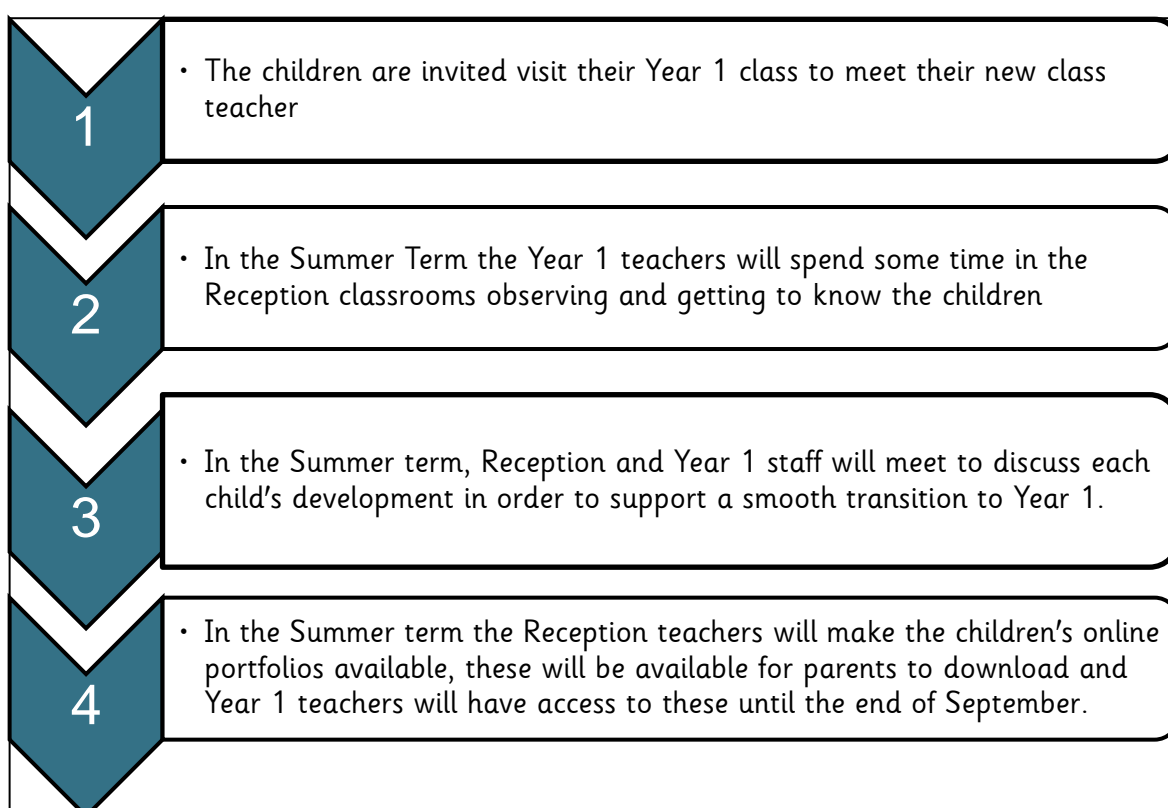 1
• The children are invited visit their Year 1 class to meet their new class
teacher
2
• In the Summer Term the Year 1 teachers will spend some time in the
Reception classrooms observing and getting to know the children
3
• In the Summer term, Reception and Year 1 staff will meet to discuss each
child's development in order to support a smooth transition to Year 1.
4
• In the Summer term the Reception teachers will make the children's online
portfolios available, these will be available for parents to download and
Year 1 teachers will have access to these until the end of September.